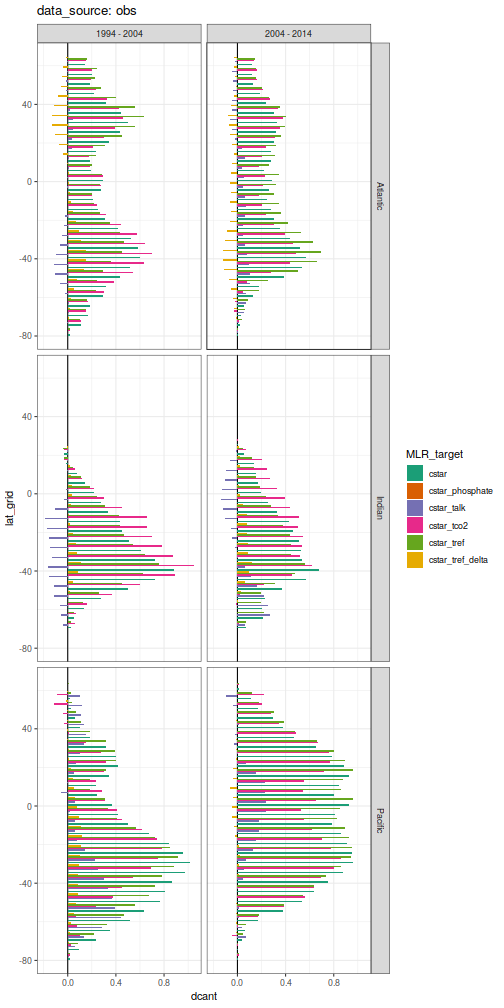 data_source: obs
1994 - 2004
2004 - 2014
40
0
-40
-80
Atlantic
40
0
-40
-80
Indian
40
0
-40
-80
Pacific
lat_grid
0.0
0.4
0.8
0.0
0.4
0.8
dcant
MLR_target
cstar
cstar_phosphate
cstar_talk
cstar_tco2
cstar_tref
cstar_tref_delta